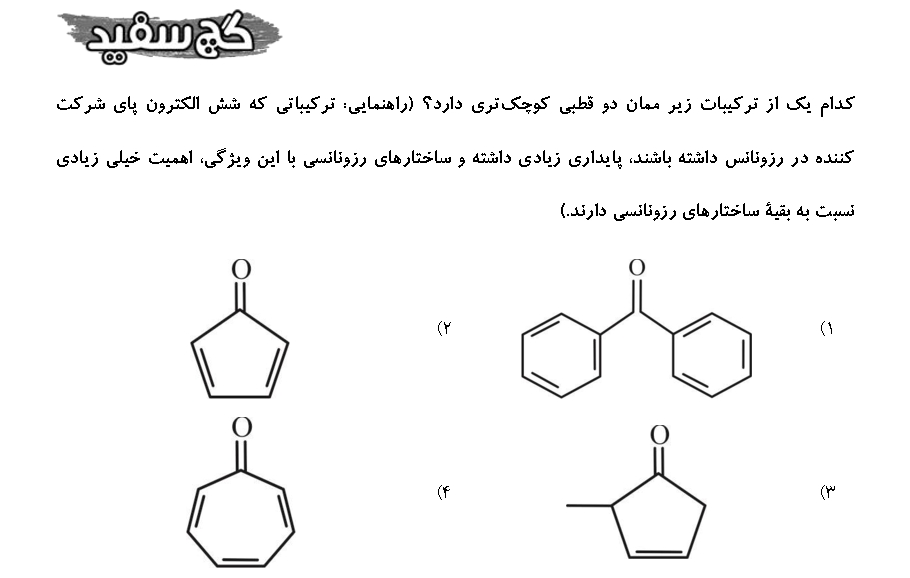 گچ سفید
کدام یک از ترکیبات زیر ممان دو قطبی کوچک‌تری دارد؟ (راهنمایی: ترکیباتی که شش الکترون پای شرکت
کننده در رزونانس داشته باشند، پایداری زیادی داشته و ساختارهای رزونانسی با این ویژگی، اهمیت خیلی زیادی
نسبت به بقیۀ ساختارهای رزونانسی دارند.)
O
O
۱)
۲)
O
O
۳)
۴)